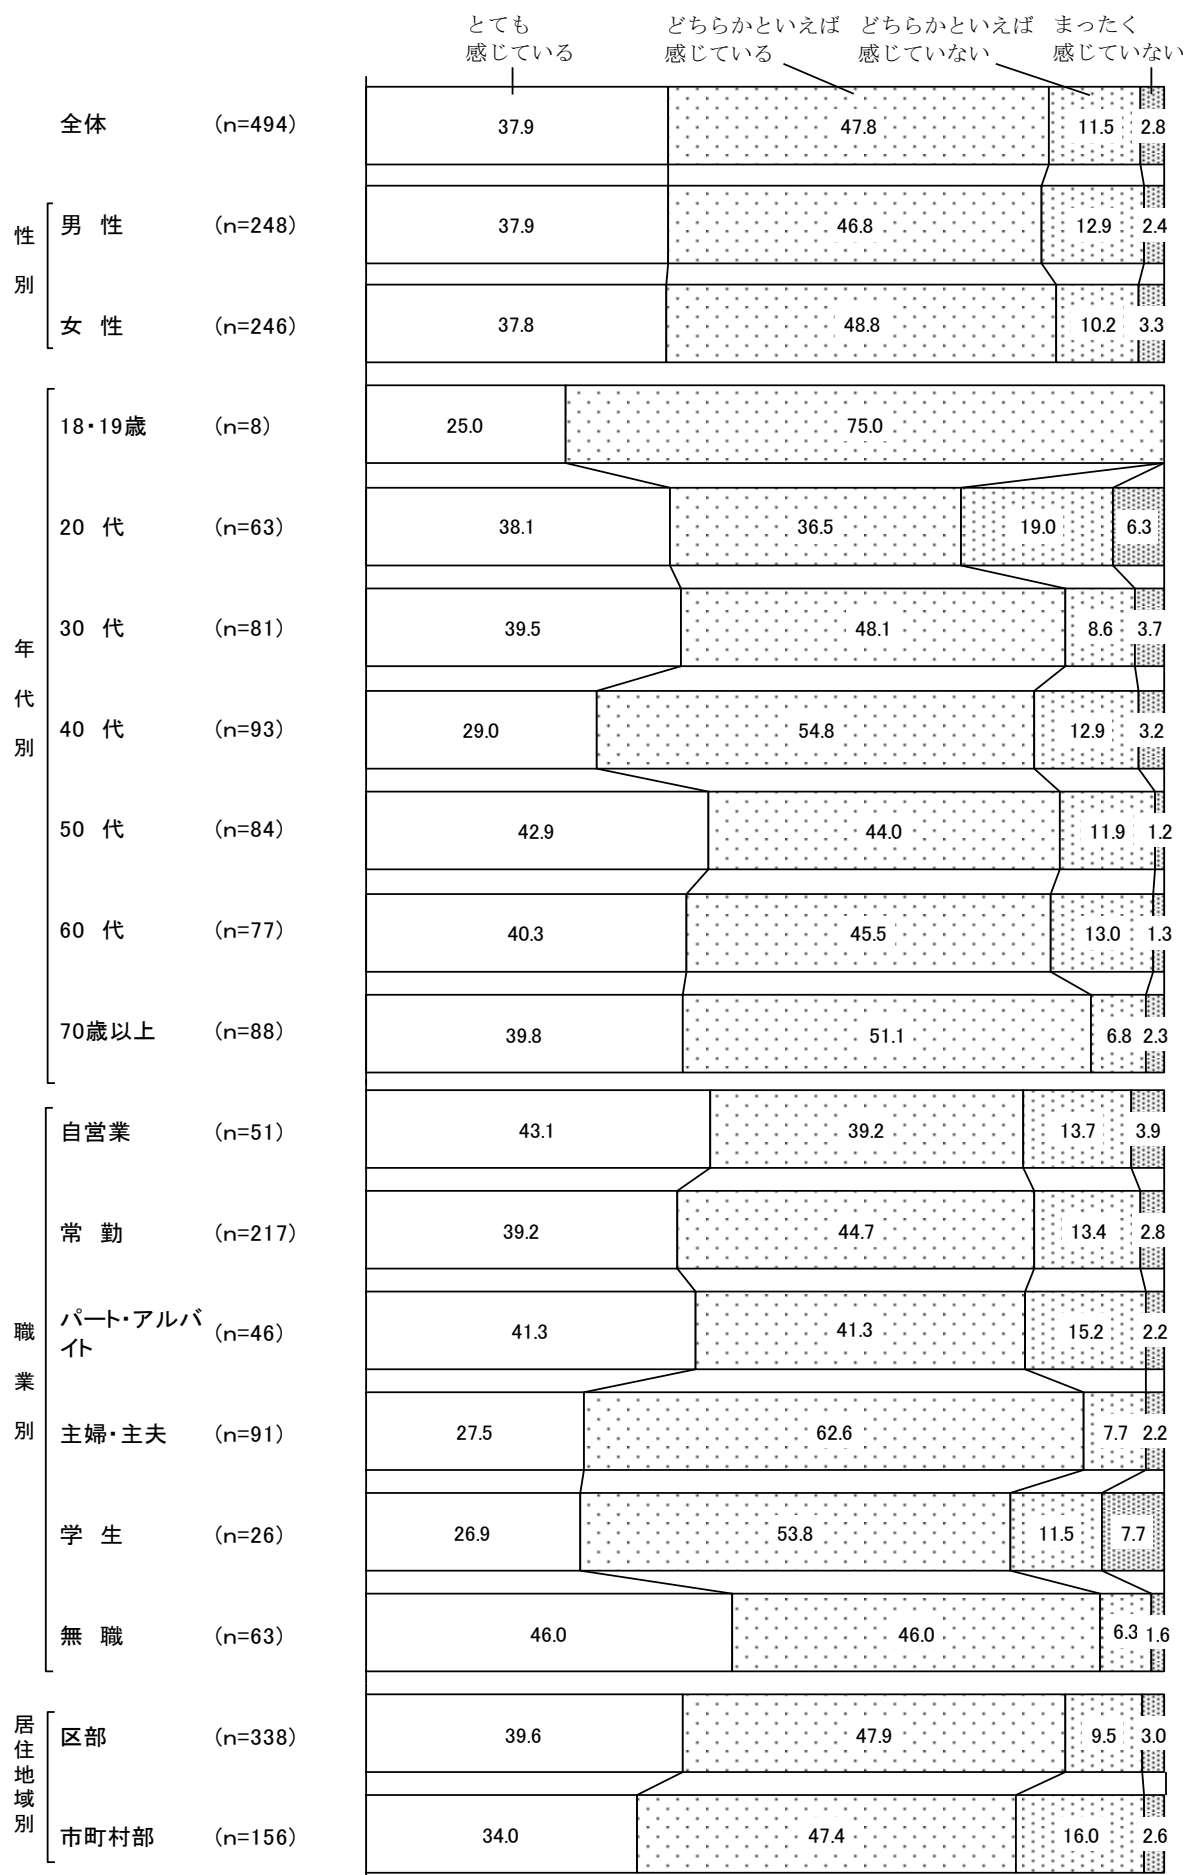 とても どちらかといえば どちらかといえば まったく
感じている 感じている 感じていない 感じていない
全体 (n=494) 37.9 47.8 11.5 2.8
性別
男 性 (n=248) 37.9 46.8 12.9 2.4
女 性 (n=246) 37.8 48.8 10.2 3.3
年代別
18・19歳 (n=8) 25.0 75.0
20 代 (n=63) 38.1 36.5 19.0 6.3
30 代 (n=81) 39.5 48.1 8.6 3.7
40 代 (n=93) 29.0 54.8 12.9 3.2
50 代 (n=84) 42.9 44.0 11.9 1.2
60 代 (n=77) 40.3 45.5 13.0 1.3
70歳以上 (n=88) 39.8 51.1 6.8 2.3
職業別
自営業 (n=51) 43.1 39.2 13.7 3.9
常 勤 (n=217) 39.2 44.7 13.4 2.8
パート・アルバ
イト (n=46) 41.3 41.3 15.2 2.2
主婦・主夫 (n=91) 27.5 62.6 7.7 2.2
学 生 (n=26) 26.9 53.8 11.5 7.7
無 職 (n=63) 46.0 46.0 6.3 1.6
居住地域別
区部 (n=338) 39.6 47.9 9.5 3.0
市町村部 (n=156) 34.0 47.4 16.0 2.6